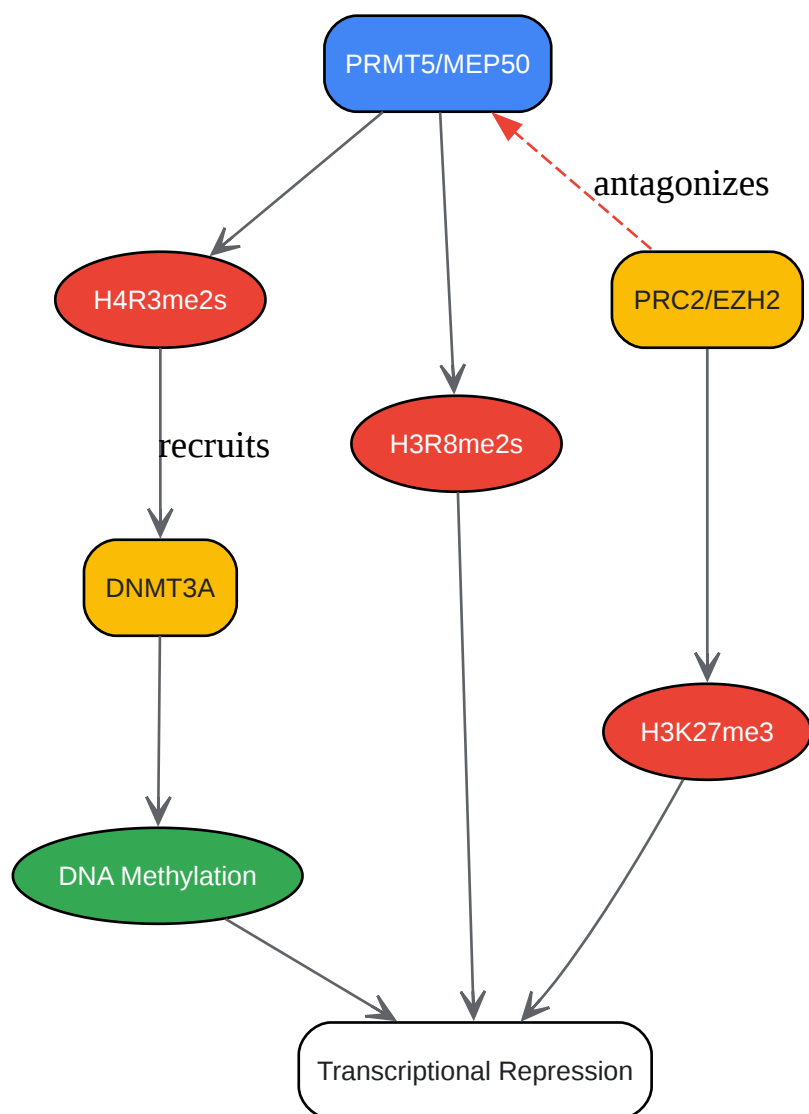 PRMT5/MEP50
antagonizes
H4R3me2s
PRC2/EZH2
recruits
H3R8me2s
DNMT3A
H3K27me3
DNA Methylation
Transcriptional Repression